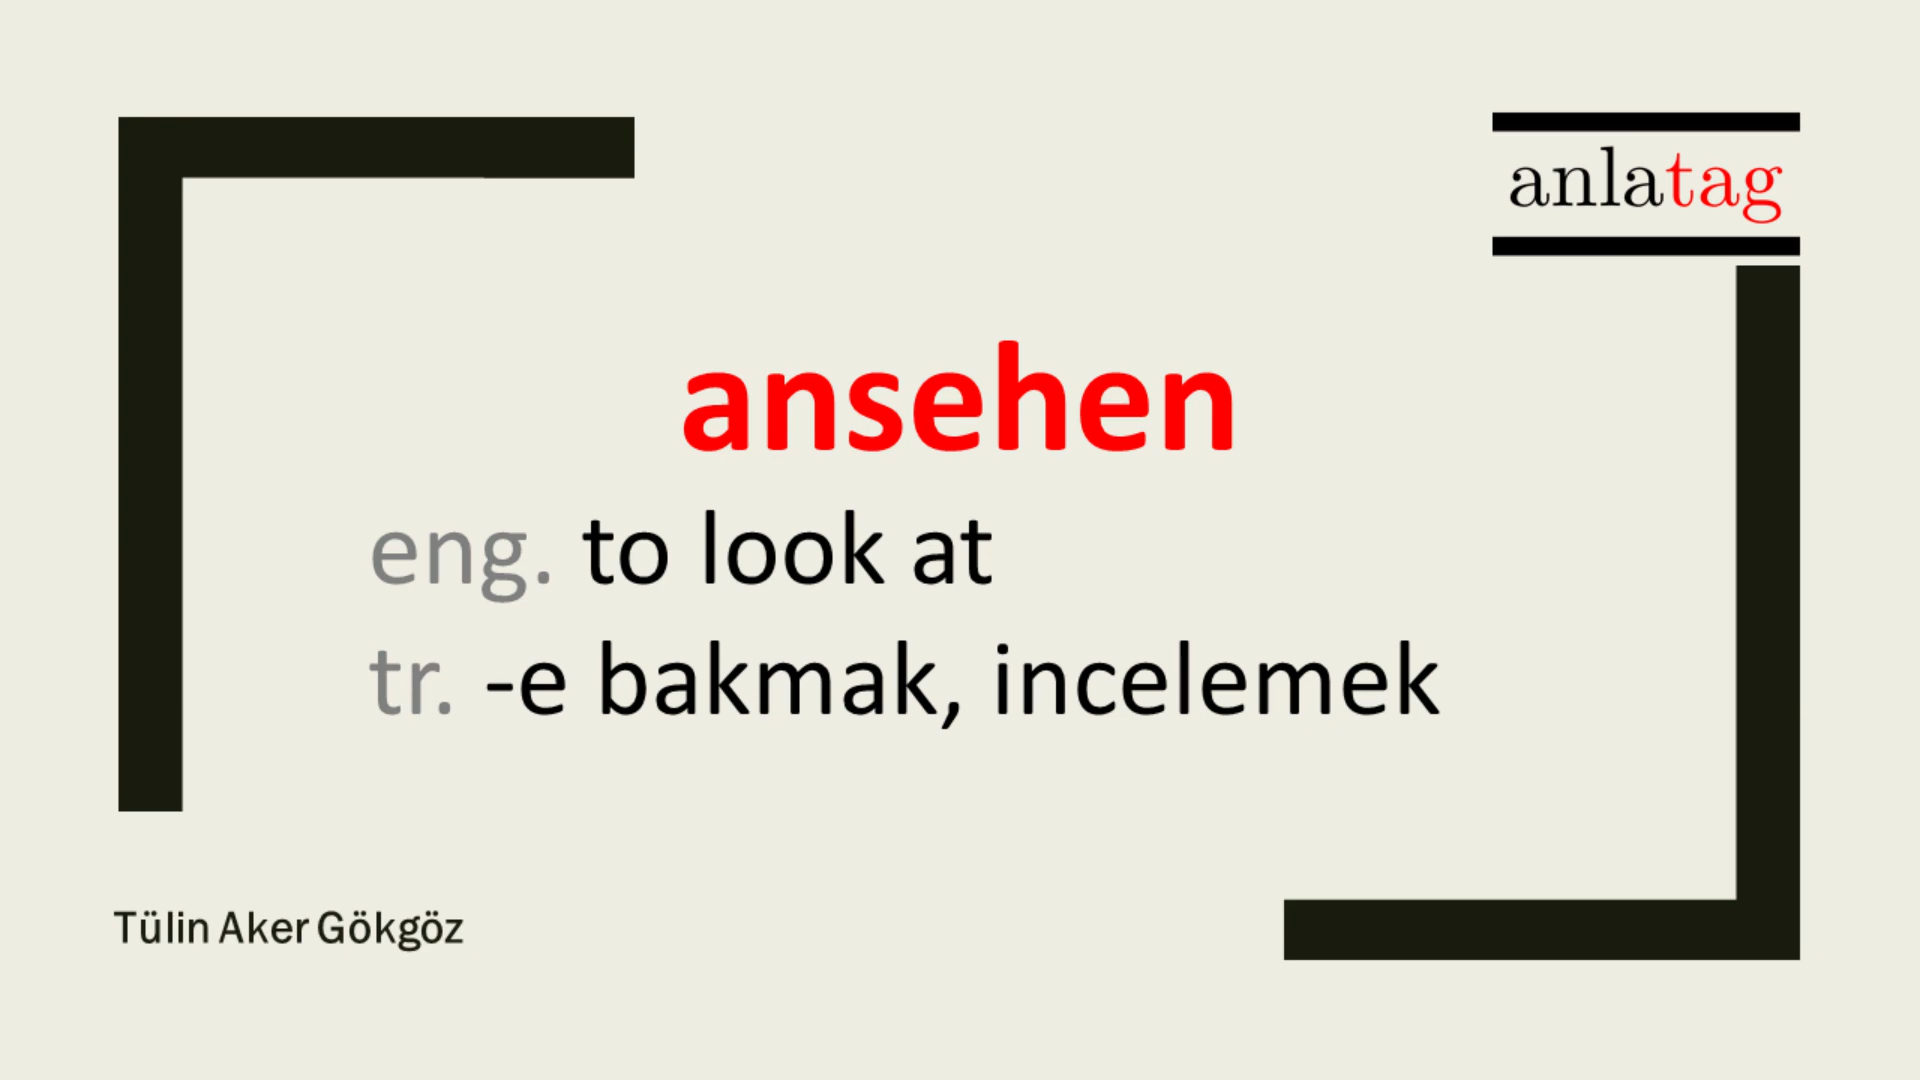 anlatag
ansehen
eng. to look at
tr. -e bakmak, incelemek
Tülin Aker Gökgöz